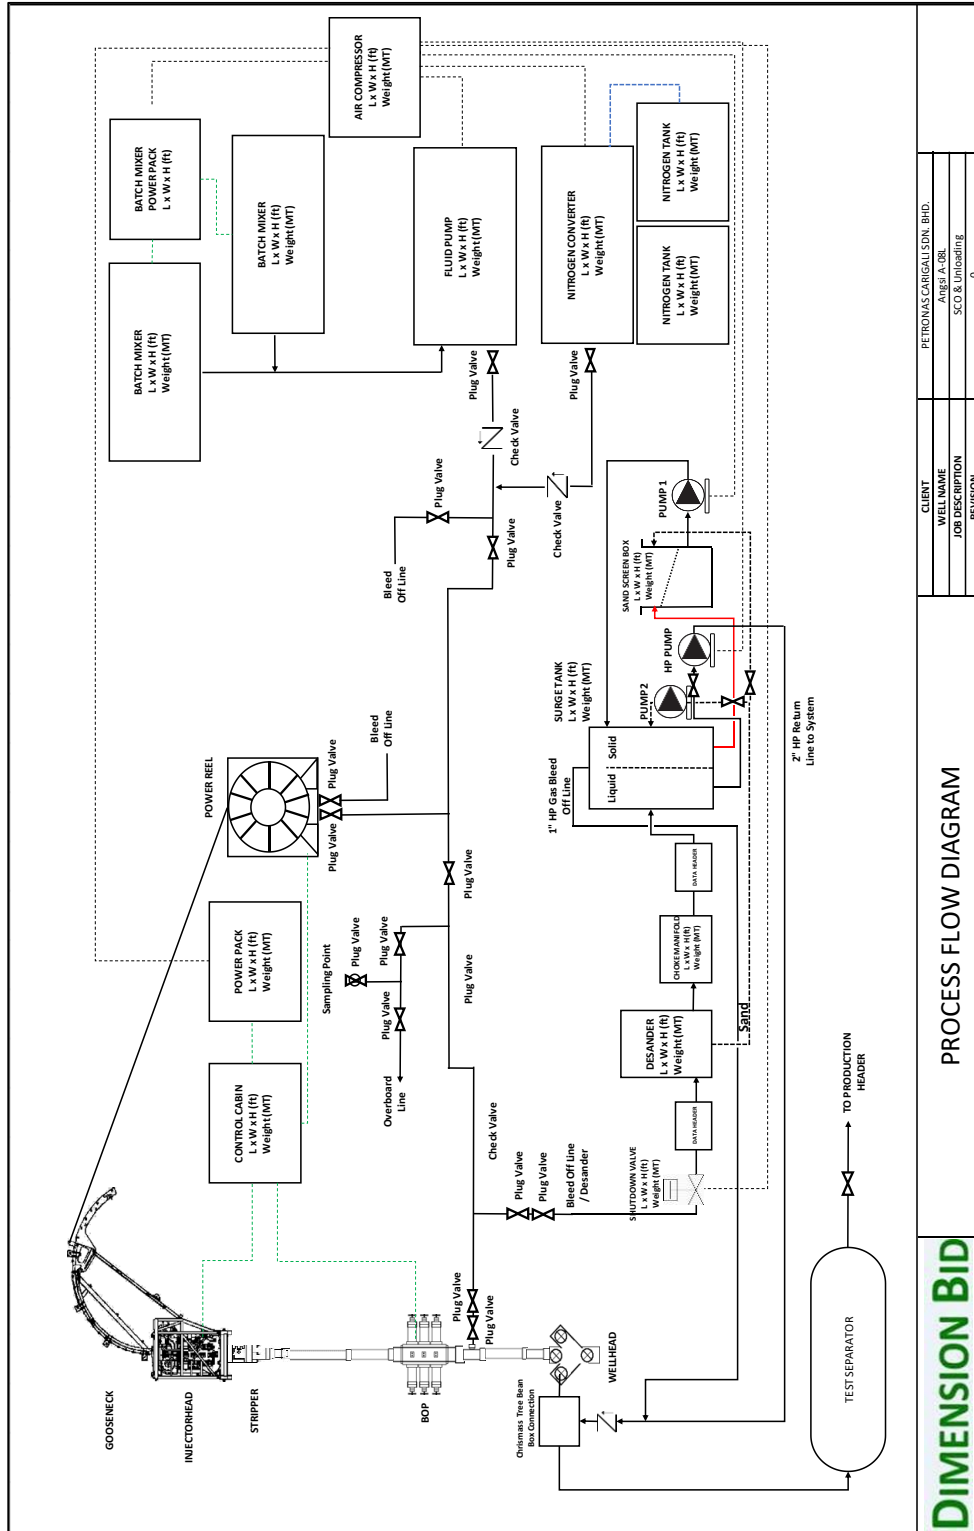 AIR COMPRESSOR
L x W x H (ft)
Weight (MT)
BATCH MIXER
POWER PACK
L x W x H (ft)
BATCH MIXER
L x W x H (ft)
Weight (MT)
BATCH MIXER
L x W x H (ft)
Weight (MT)
FLUID PUMP
L x W x H (ft)
Weight (MT)
NITROGEN CONVERTER
L x W x H (ft)
Weight (MT)
NITROGEN TANK
L x W x H (ft)
Weight (MT)
NITROGEN TANK
L x W x H (ft)
Weight (MT)
Plug Valve
Check Valve
Plug Valve
Check Valve
Plug Valve
Plug Valve
Bleed
Off Line
POWER REEL
Plug Valve
Plug Valve
Bleed
Off Line
POWER PACK
L x W x H (ft)
Weight (MT)
CONTROL CABIN
L x W x H (ft)
Weight (MT)
Sampling Point
Plug Valve
Plug Valve
Plug Valve
Overboard
Line
Plug Valve
Plug Valve
Check Valve
GOOSENECK
INJECTORHEAD
STRIPPER
BOP
WELLHEAD
Plug Valve
Plug Valve
Plug Valve
Plug Valve
Bleed Off Line
/ Desander
SHUTDOWN VALVE
L x W x H (ft)
Weight (MT)
DATA HEADER
DESANDER
L x W x H (ft)
Weight (MT)
Sand
CHOKE MANIFOLD
L x W x H (ft)
Weight (MT)
DATA HEADER
1" HP Gas Bleed
Off Line
SURGE TANK
L x W x H (ft)
Weight (MT)
Liquid
Solid
PUMP 2
HP PUMP
SAND SCREEN BOX
L x W x H (ft)
Weight (MT)
PUMP 1
2" HP Return
Line to System
Chrismass Tree Bean
Box Connection
TEST SEPARATOR
TO PRODUCTION
HEADER
DIMENSION BID
PROCESS FLOW DIAGRAM
CLIENT
PETRONAS CARIGALI SDN. BHD.
WELL NAME
Angsi A-08L
JOB DESCRIPTION
SCO & Unloading
REVISION
0